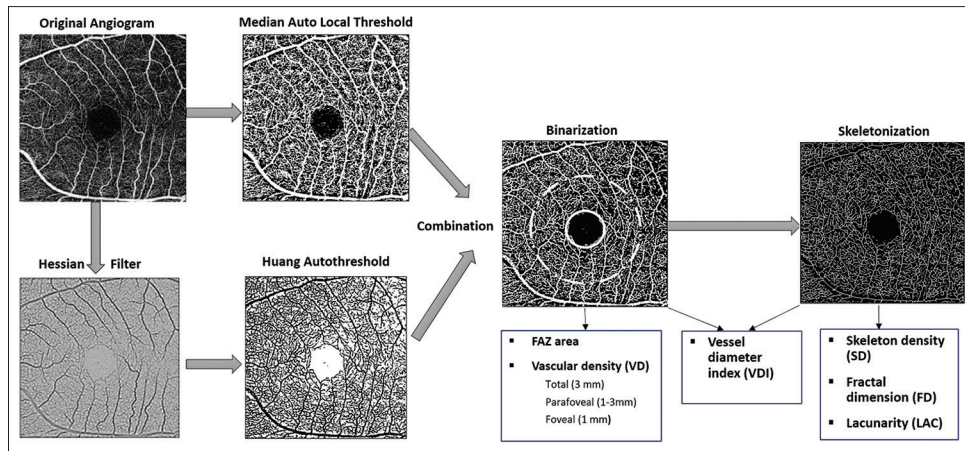 Original Angiogram
Median Auto Local Threshold
Binarization
Skeletonization
Combination
Hessian Filter
Huang Autothreshold
▪ FAZ area
▪ Vascular density (VD)
Total (3 mm)
Parafoveal (1-3mm)
Foveal (1 mm)
▪ Vessel
diameter
index (VDI)
▪ Skeleton density
(SD)
▪ Fractal
dimension (FD)
▪ Lacunarity (LAC)